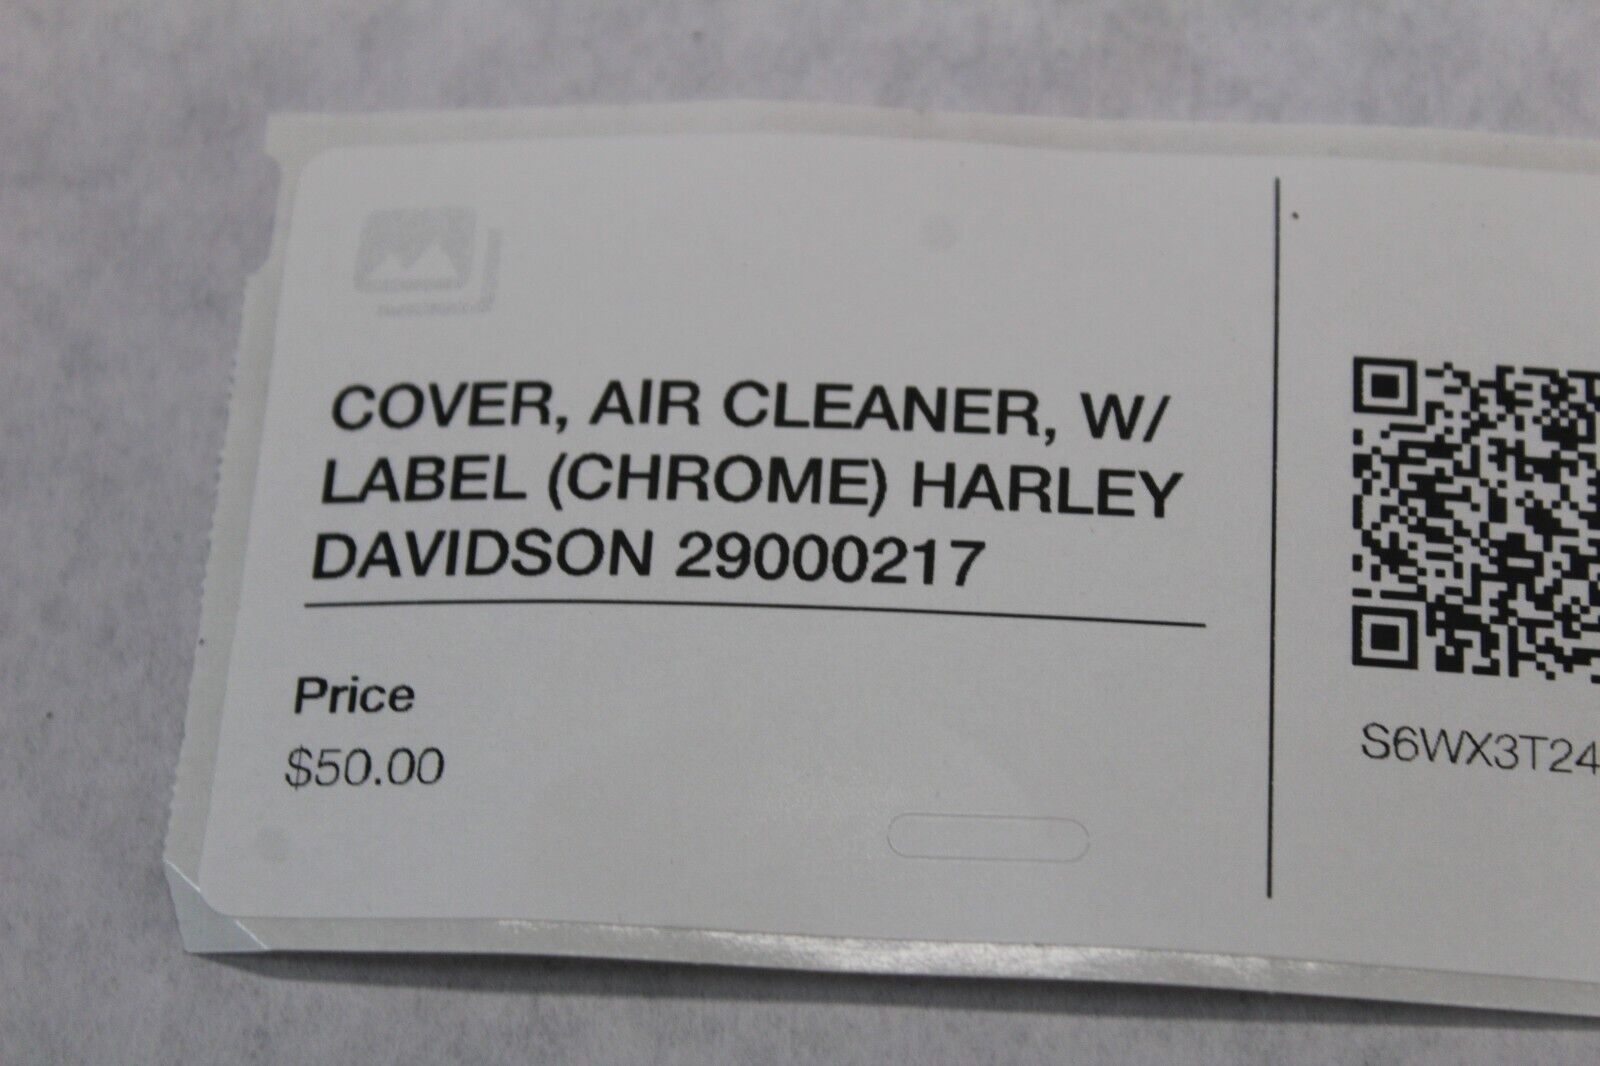 COVER, AIR CLEANER, W/
LABEL (CHROME) HARLEY
DAVIDSON 29000217
Price
$50.00
S6WX3T24